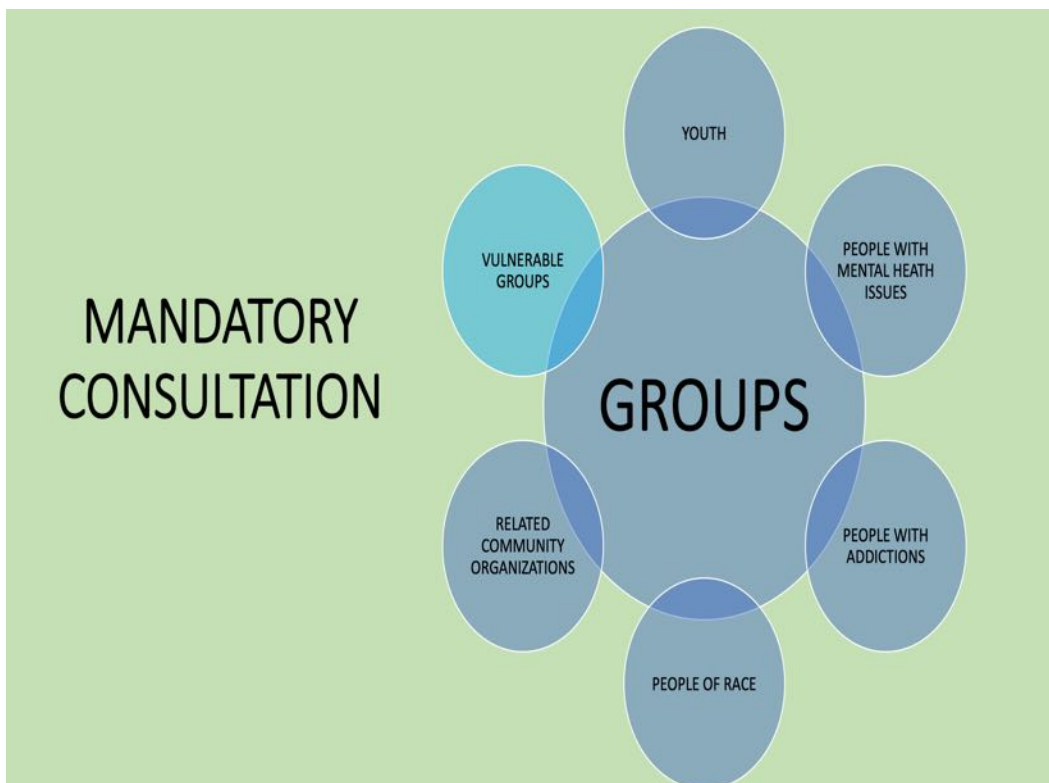 MANDATORY
CONSULTATION
GROUPS
YOUTH
PEOPLE WITH
MENTAL HEATH
ISSUES
PEOPLE WITH
ADDICTIONS
PEOPLE OF RACE
RELATED
COMMUNITY
ORGANIZATIONS
VULNERABLE
GROUPS